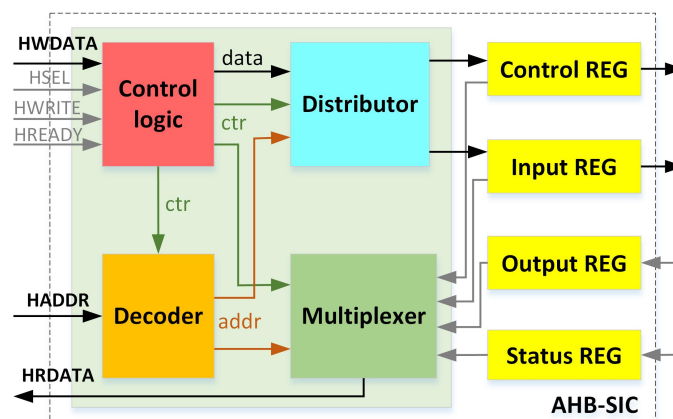 HWDATA
HSEL
HWRITE
HREADY
Control
logic
data
ctr
Distributor
Control REG
Input REG
ctr
HADDR
Decoder
addr
Multiplexer
Output REG
Status REG
HRDATA
AHB-SIC